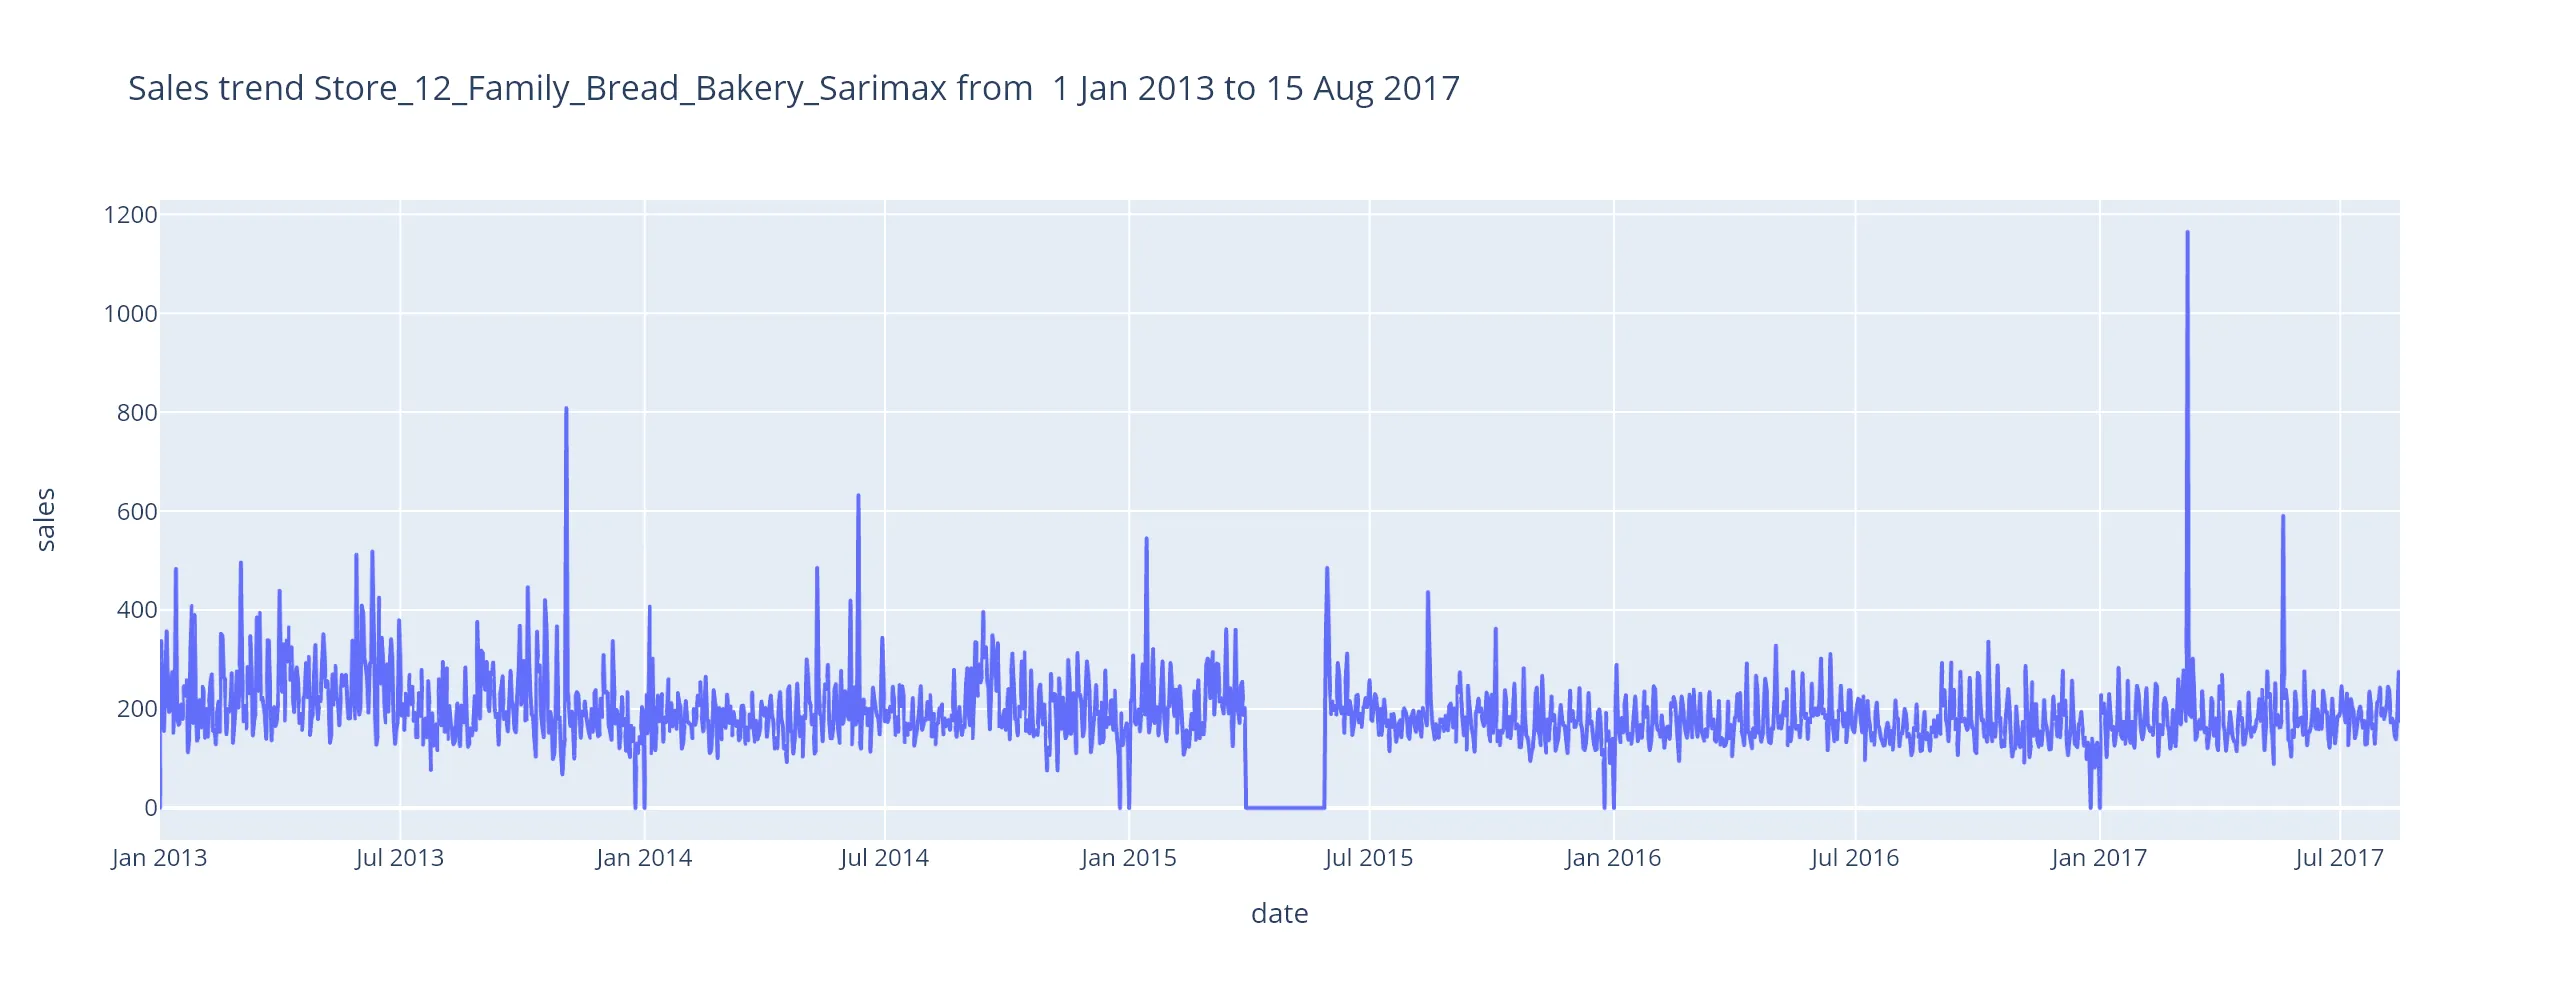 Sales trend Store_12_Family_Bread_Bakery_Sarimax from  1 Jan 2013 to 15 Aug 2017
1200
1000
800
600
400
200
0
sales
Jan 2013 Jul 2013 Jan 2014 Jul 2014 Jan 2015 Jul 2015 Jan 2016 Jul 2016 Jan 2017 Jul 2017
date